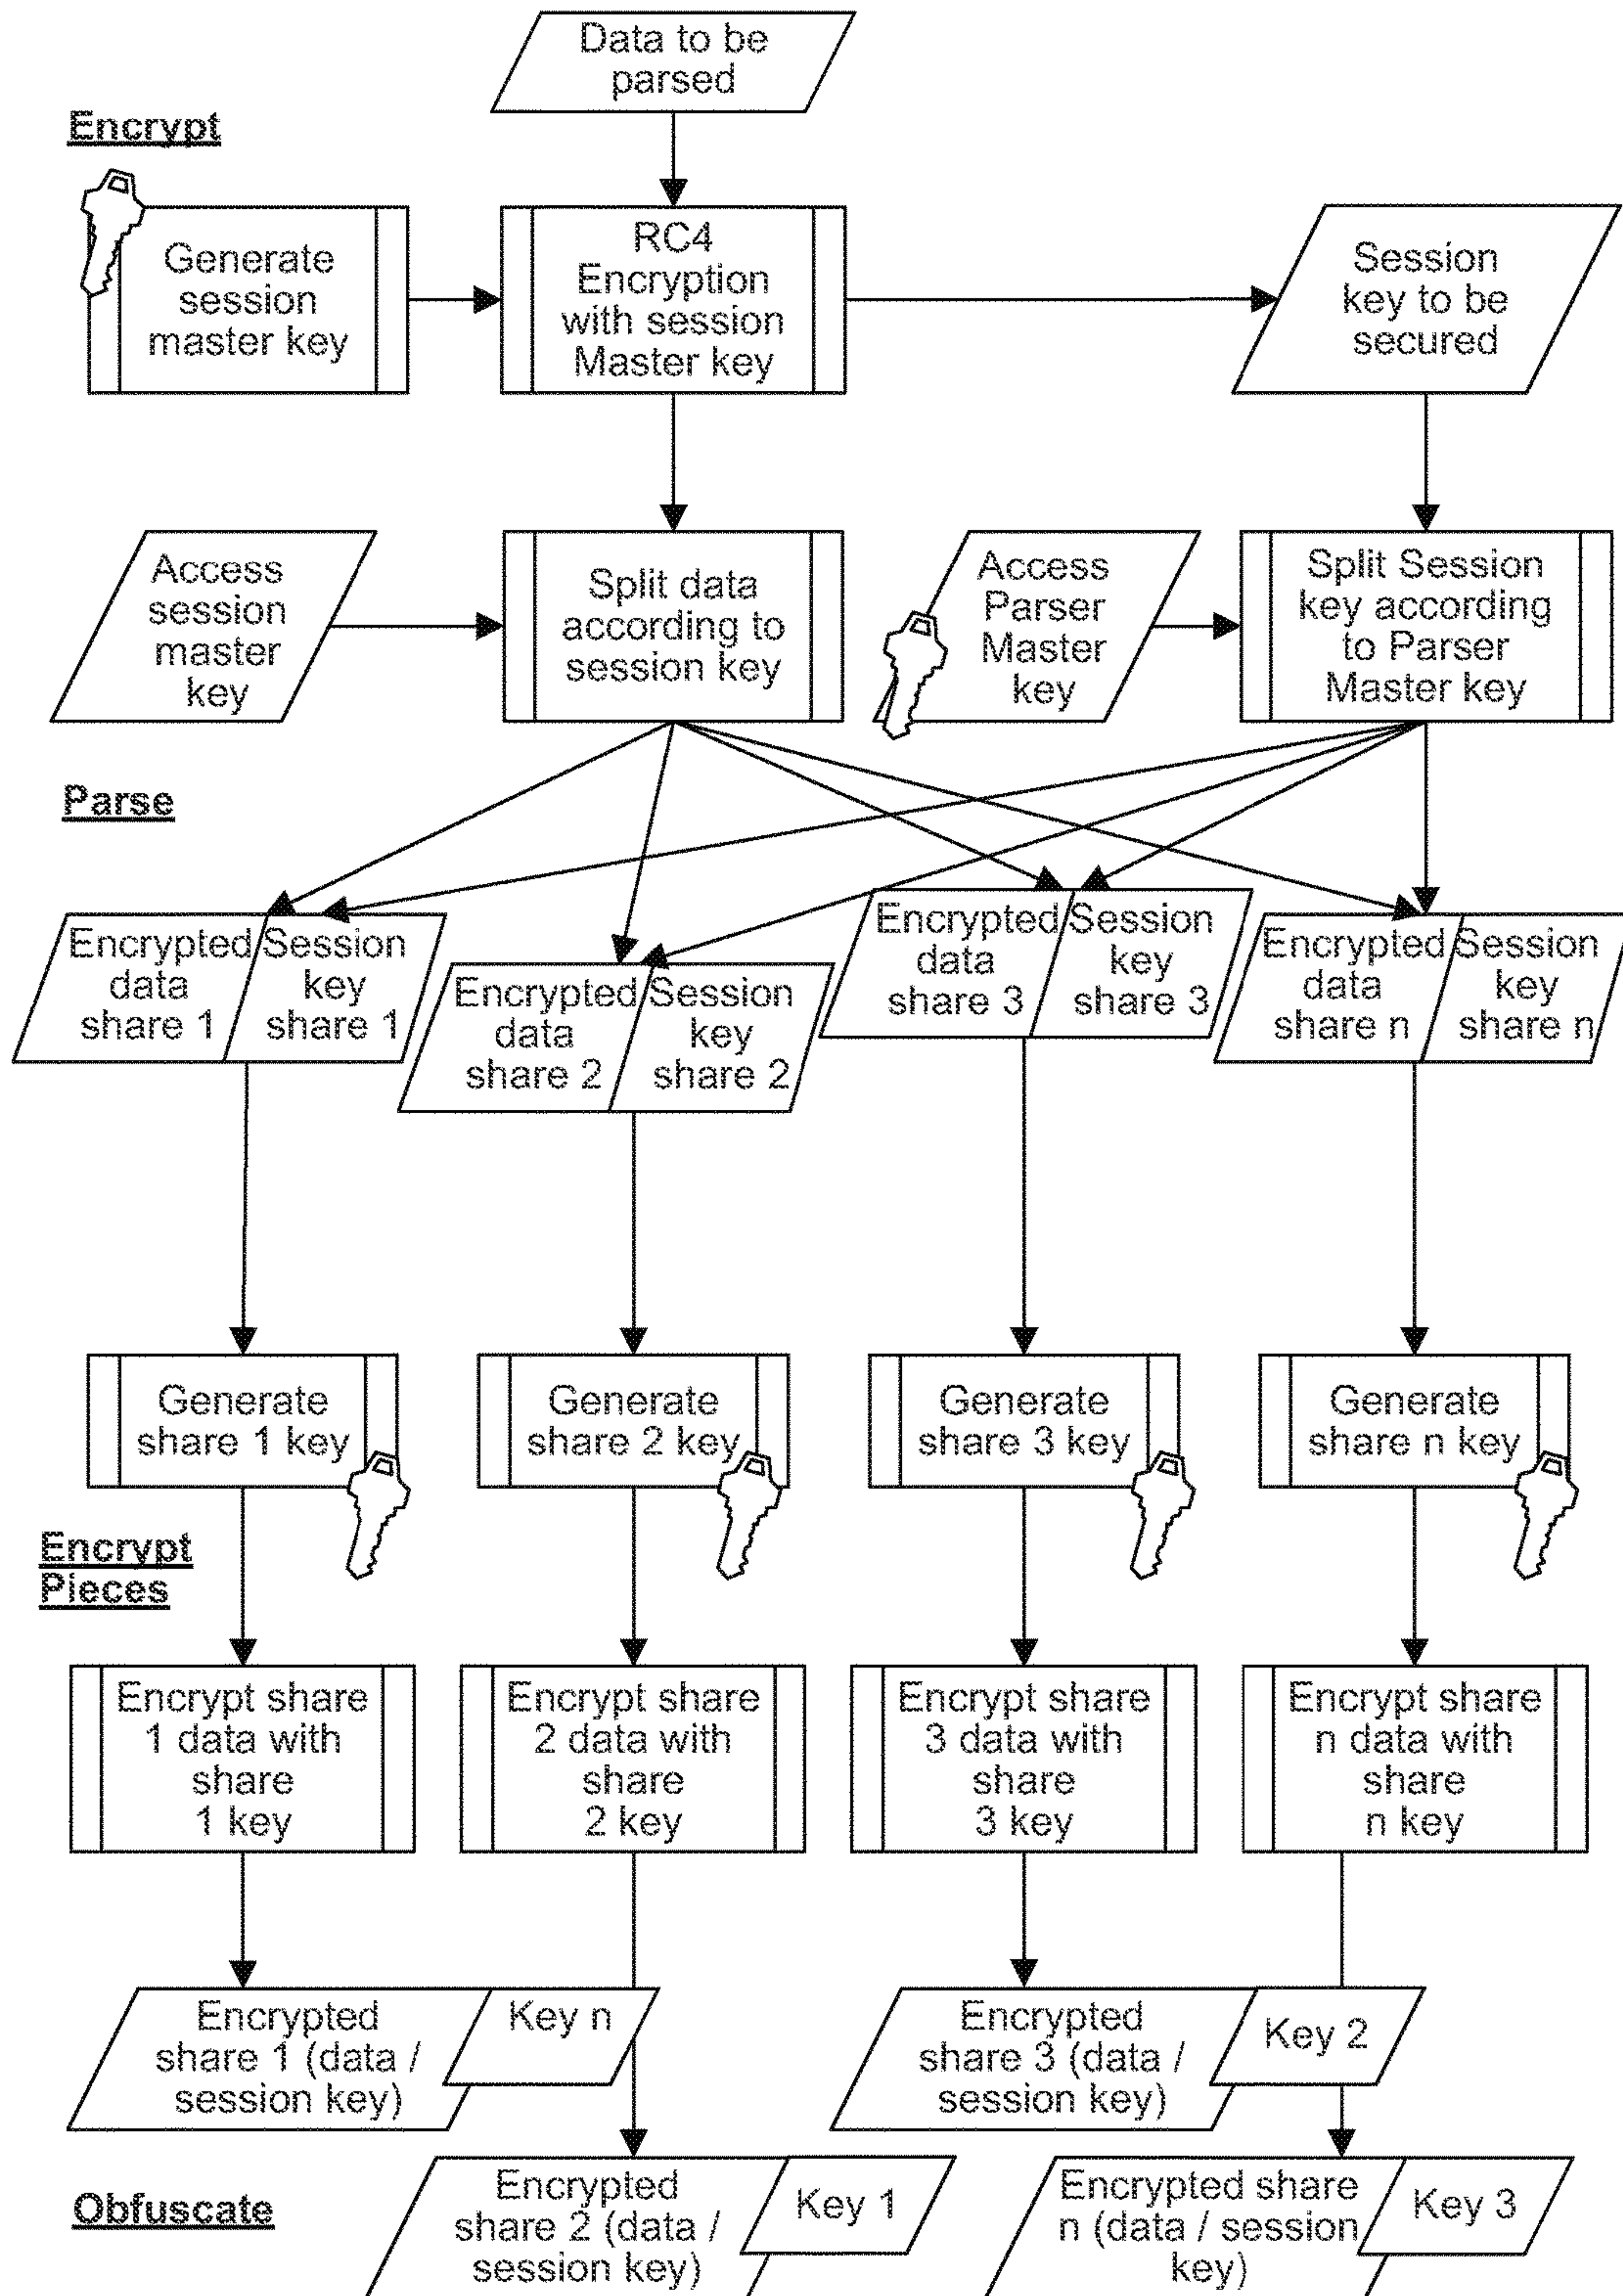 Data to be
parsed
Encrypt
Generate
session
master key
RC4
Encryption
with session
Master key
Session
key to be
secured
Access
session
master
key
Split data
according to
session key
Access
Parser
Master
key
Split Session
key according
to Parser
Master key
Parse
Encrypted
data
share 1
Session
key
share 1
Encrypted
data
share 2
Session
key
share 2
Encrypted
data
share 3
Session
key
share 3
Encrypted
data
share n
Session
key
share n
Generate
share 1 key
Generate
share 2 key
Generate
share 3 key
Generate
share n key
Encrypt
Pieces
Encrypt share
1 data with
share
1 key
Encrypt share
2 data with
share
2 key
Encrypt share
3 data with
share
3 key
Encrypt share
n data with
share
n key
Encrypted
share 1 (data /
session key)
Key n
Encrypted
share 3 (data /
session key)
Key 2
Obfuscate
Encrypted
share 2 (data /
session key)
Key 1
Encrypted share
n (data / session
key)
Key 3